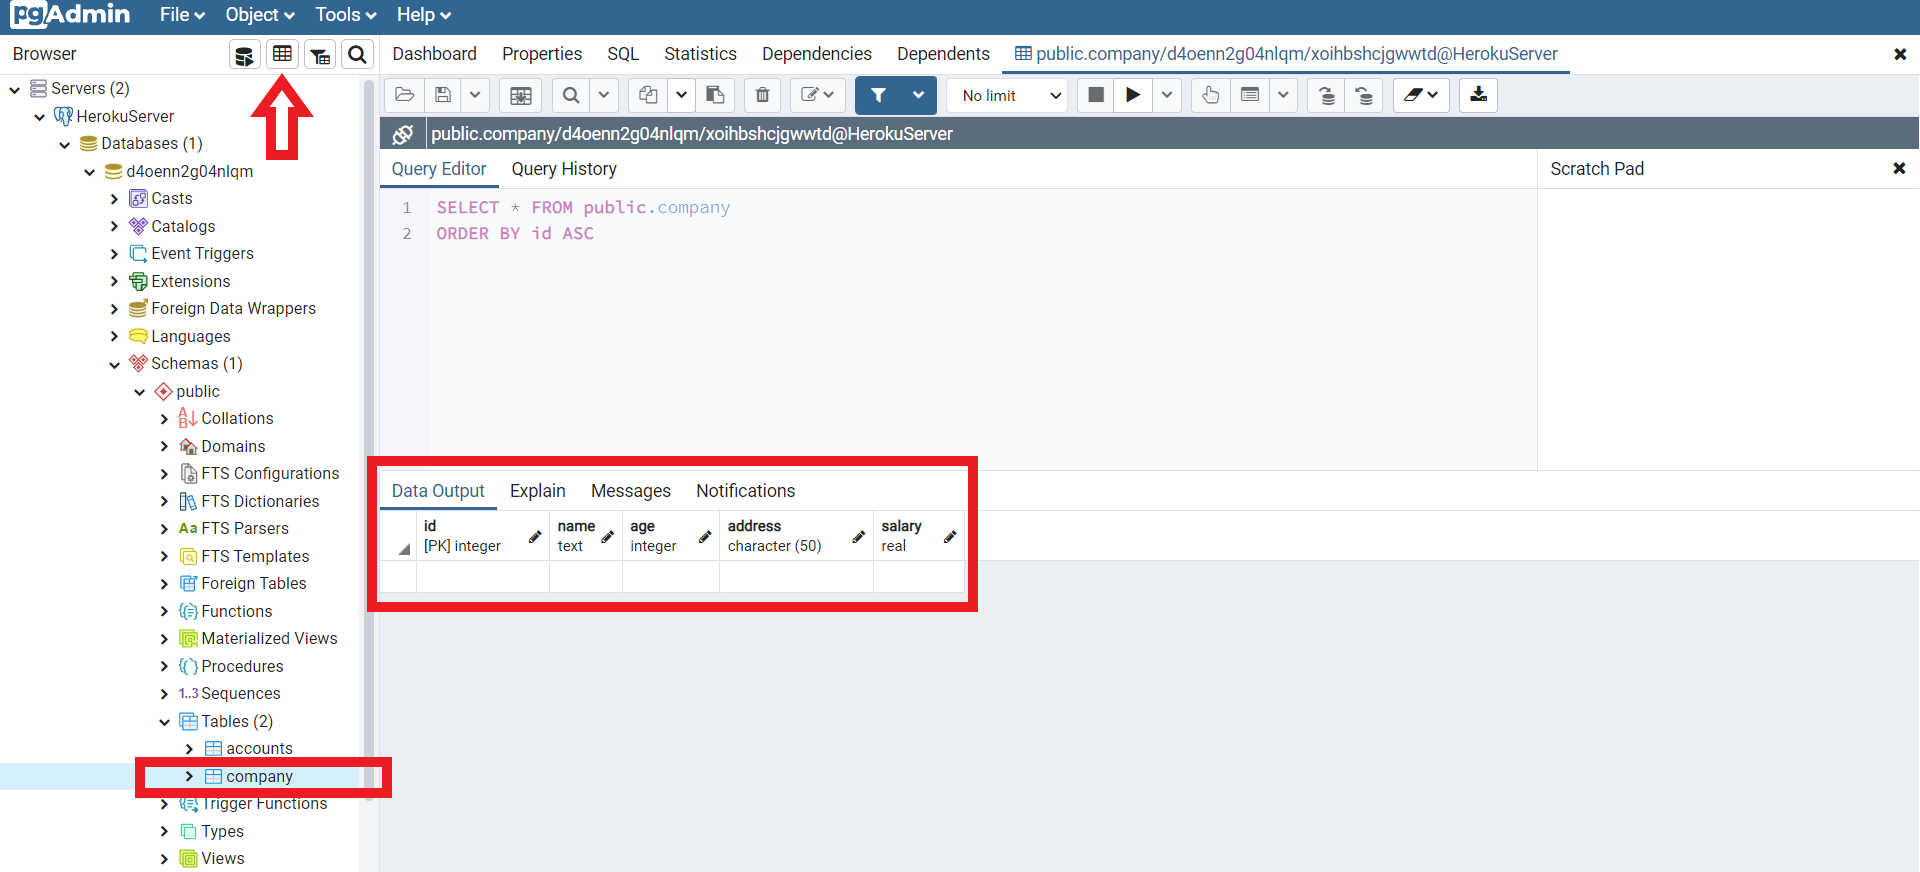 pgAdmin File Object Tools Help
Browser
Dashboard Properties SQL Statistics Dependencies Dependents public.company/d4oenn2g04nlqm/xoihbshcjgwwtd@HerokuServer
No limit
public.company/d4oenn2g04nlqm/xoihbshcjgwwtd@HerokuServer
Query Editor Query History
Scratch Pad
1 SELECT * FROM public.company
2 ORDER BY id ASC
Servers (2)
HerokuServer
Databases (1)
d4oenn2g04nlqm
Casts
Catalogs
Event Triggers
Extensions
Foreign Data Wrappers
Languages
Schemas (1)
public
Collations
Domains
FTS Configurations
FTS Dictionaries
Aa FTS Parsers
FTS Templates
Foreign Tables
Functions
Materialized Views
Procedures
1..3 Sequences
Tables (2)
accounts
company
Trigger Functions
Types
Views
Data Output Explain Messages Notifications
id name age address salary
[PK] integer text integer character (50) real